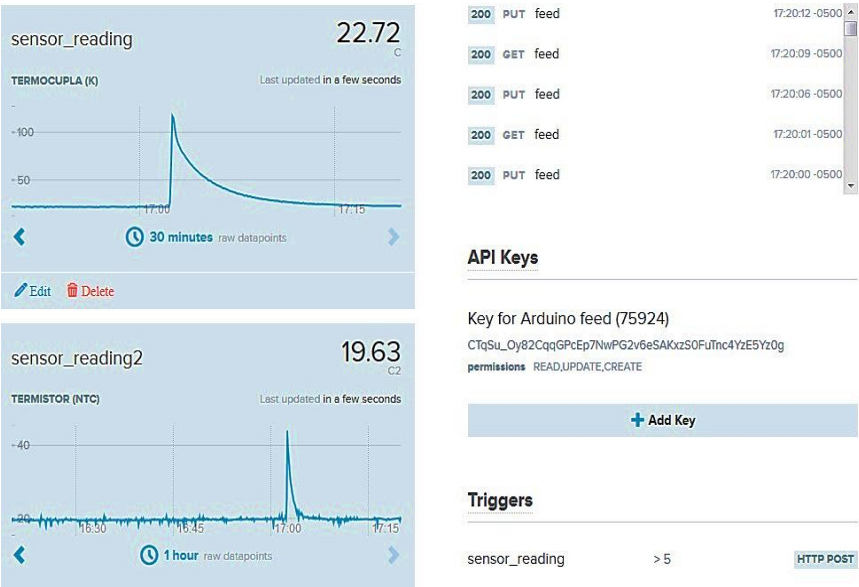 sensor_reading
22.72
C
TERMOCUPLA (K)
Last updated in a few seconds
100
50
17:00
17:15
30 minutes raw datapoints
Edit
Delete
sensor_reading2
19.63
C2
TERMISTOR (NTC)
Last updated in a few seconds
40
20
16:30
16:45
17:00
17:15
1 hour raw datapoints
200 PUT feed 17:20:12 -0500
200 GET feed 17:20:09 -0500
200 PUT feed 17:20:06 -0500
200 GET feed 17:20:01 -0500
200 PUT feed 17:20:00 -0500
API Keys
Key for Arduino feed (75924)
CTqSu_Oy82CqqGPcEp7NwPG2v6eSAKxzS0FuTnc4YzE5Yz0g
permissions READ,UPDATE,CREATE
Add Key
Triggers
sensor_reading > 5 HTTP POST